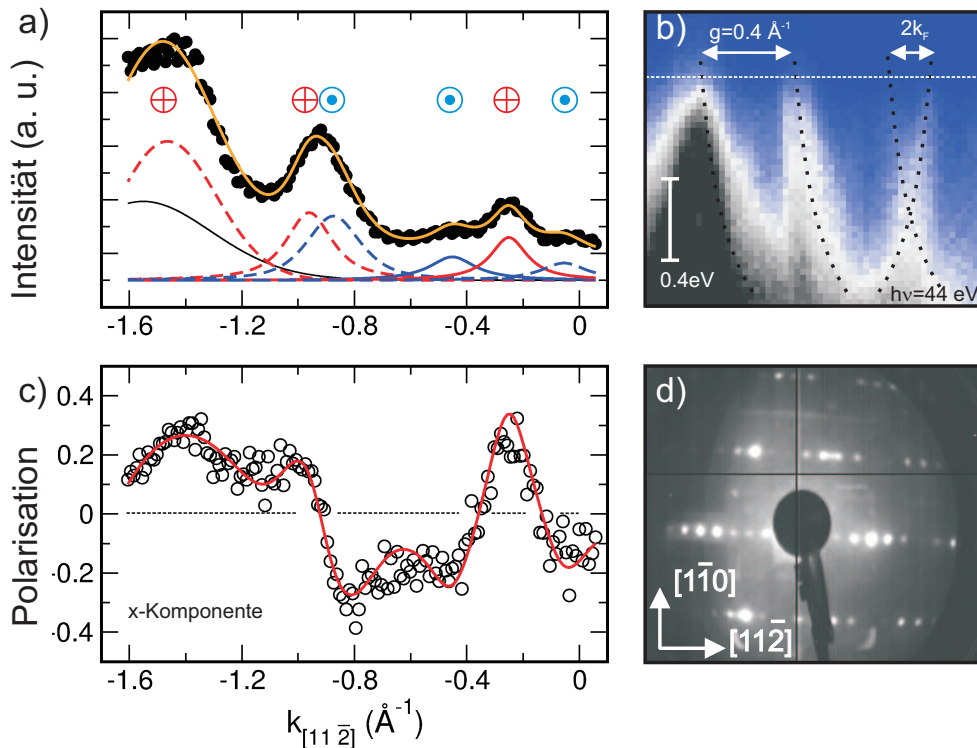 a)
Intensität (a. u.)
-1.6 -1.2 -0.8 -0.4 0
b)
g=0.4 Å⁻¹
2k_F
0.4eV
hν=44 eV
c)
Polarisation
0.4
0.2
0
-0.2
-0.4
x-Komponente
-1.6 -1.2 -0.8 -0.4 0
k_[11 2̄] (Å⁻¹)
d)
[11̄0]
[112̄]